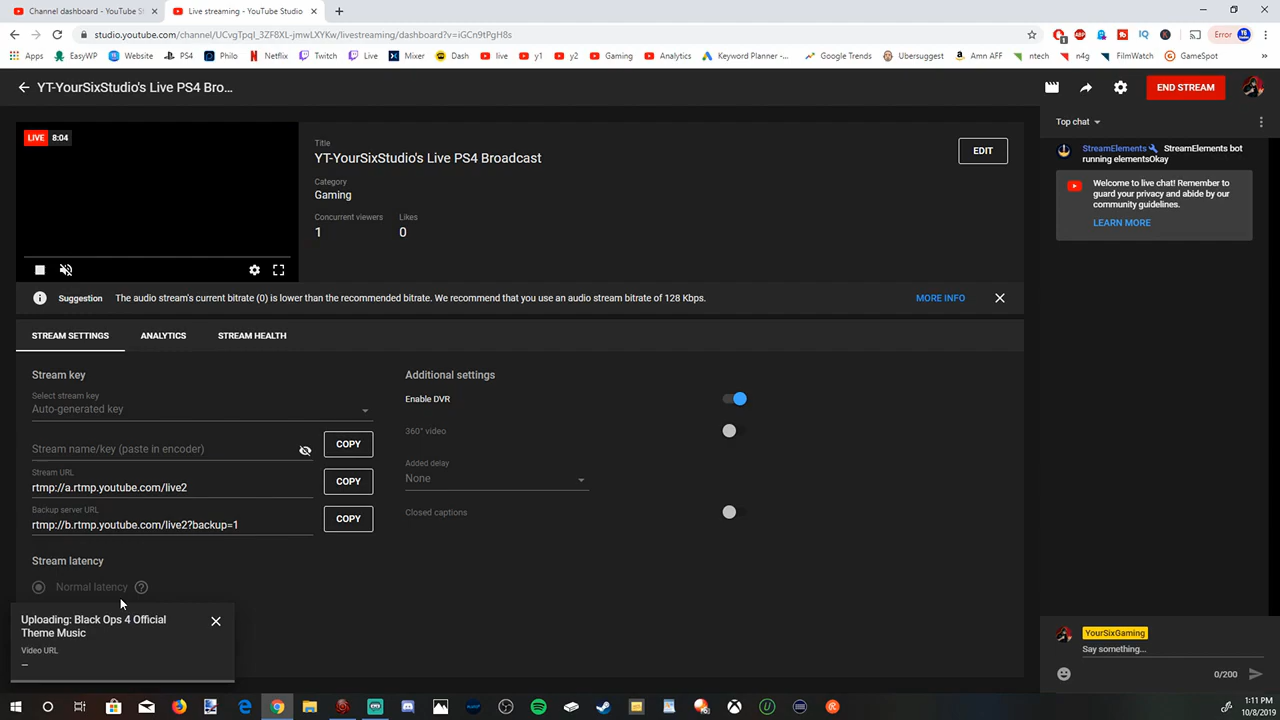 Channel dashboard - YouTube St
Live streaming - YouTube Studio
studio.youtube.com/channel/UCvgTpqI_3ZF8XL-jmwLXYKw/livestreaming/dashboard?v=iGCn9tPgH8s
Error
Apps
EasyWP
Website
PS4
Philo
Netflix
Twitch
Live
Mixer
Dash
live
y1
y2
Gaming
Analytics
Keyword Planner -...
Google Trends
Ubersuggest
Amn AFF
ntech
n4g
FilmWatch
GameSpot
YT-YourSixStudio's Live PS4 Bro...
END STREAM
LIVE 8:04
Title
YT-YourSixStudio's Live PS4 Broadcast
EDIT
Category
Gaming
Concurrent viewers Likes
1 0
Suggestion The audio stream's current bitrate (0) is lower than the recommended bitrate. We recommend that you use an audio stream bitrate of 128 Kbps.
MORE INFO
STREAM SETTINGS ANALYTICS STREAM HEALTH
Stream key
Select stream key
Auto-generated key
Stream name/key (paste in encoder)
COPY
Stream URL
rtmp://a.rtmp.youtube.com/live2
COPY
Backup server URL
rtmp://b.rtmp.youtube.com/live2?backup=1
COPY
Stream latency
Normal latency
Additional settings
Enable DVR
360° video
Added delay
None
Closed captions
Uploading: Black Ops 4 Official
Theme Music
Video URL
–
Top chat
StreamElements StreamElements bot
running elementsOkay
Welcome to live chat! Remember to
guard your privacy and abide by our
community guidelines.
LEARN MORE
YourSixGaming
Say something...
0/200
1:11 PM
10/8/2019